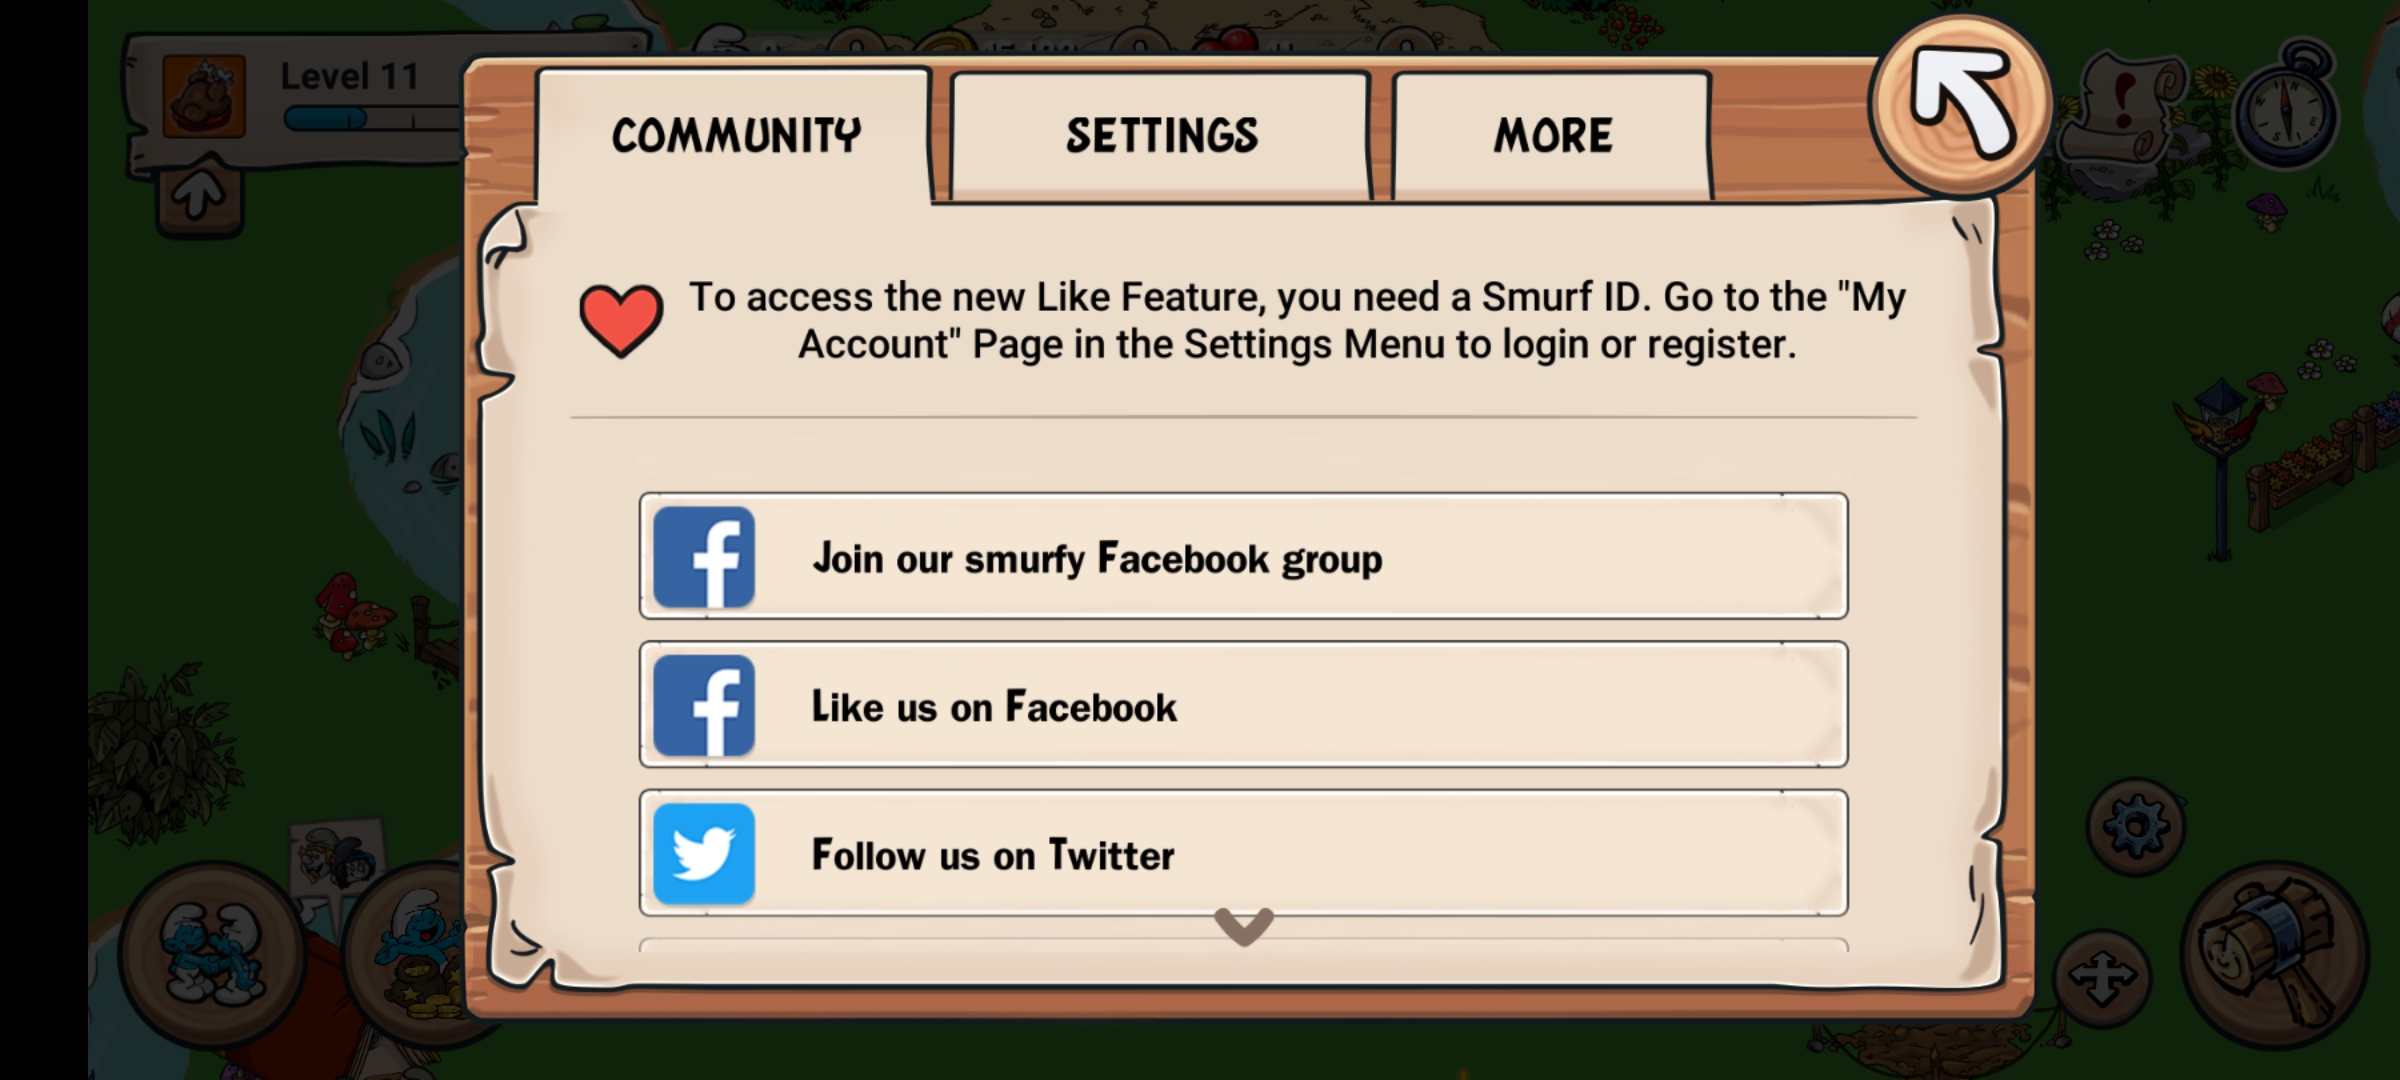 Level 11
COMMUNITY
SETTINGS
MORE
To access the new Like Feature, you need a Smurf ID. Go to the "My
Account" Page in the Settings Menu to login or register.
Join our smurfy Facebook group
Like us on Facebook
Follow us on Twitter